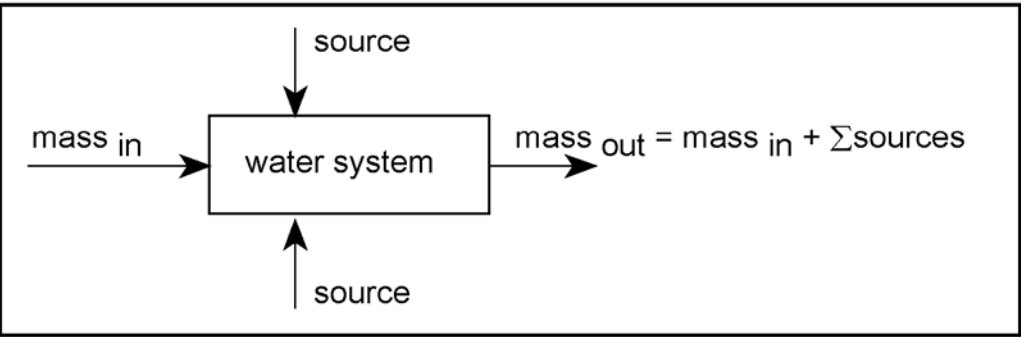 source
mass in
water system
mass out = mass in + ∑sources
source